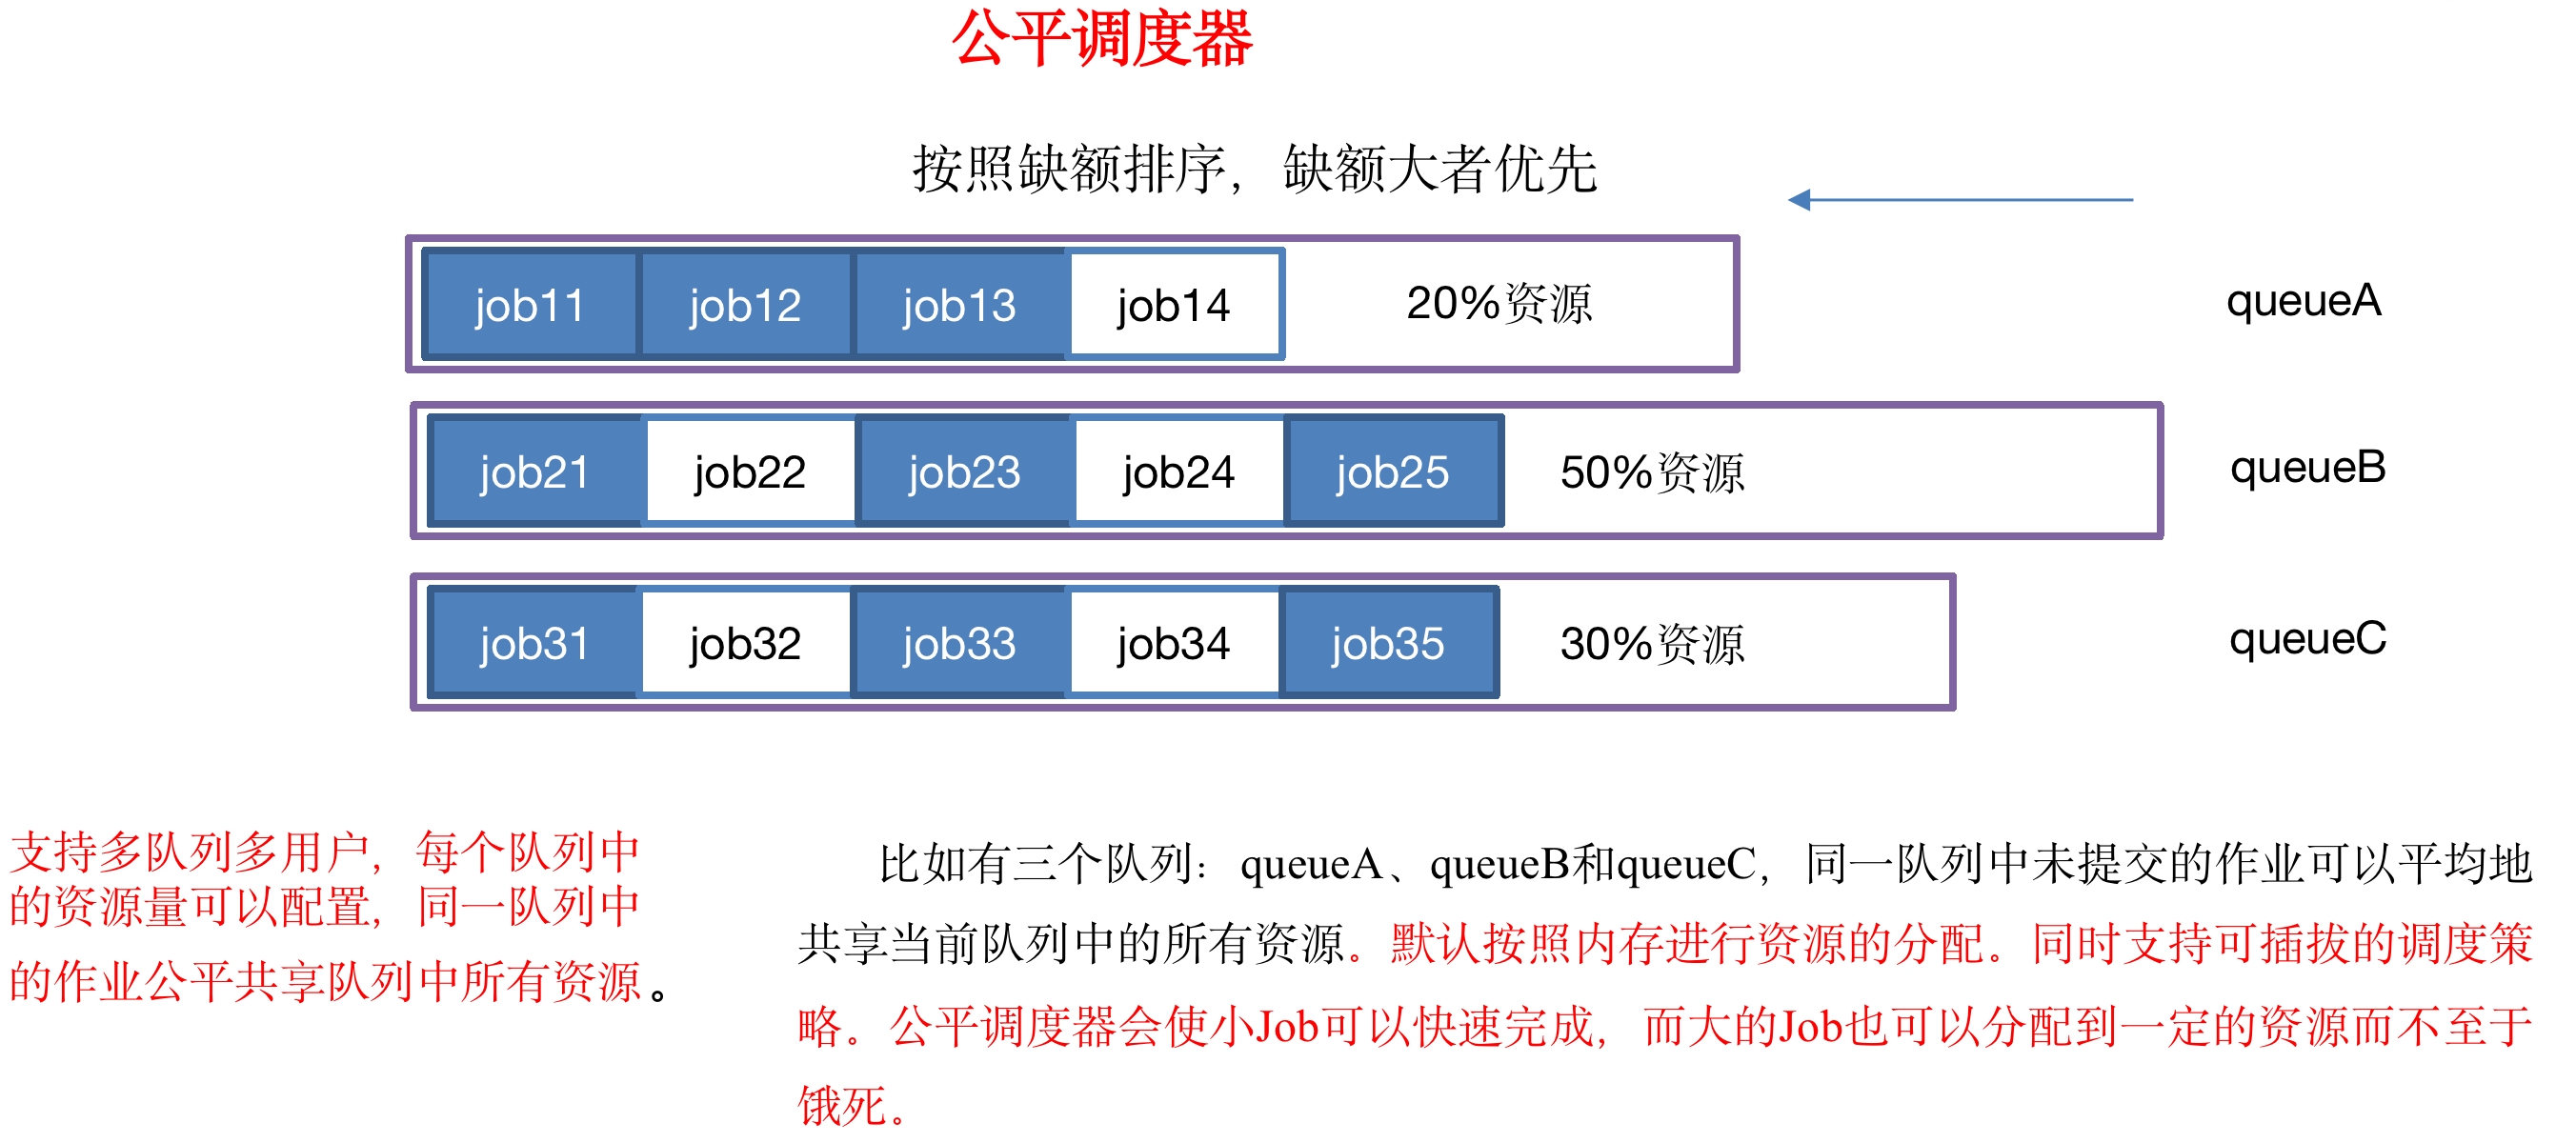 公平调度器
按照缺额排序，缺额大者优先
job11 job12 job13 job14 20%资源 queueA
job21 job22 job23 job24 job25 50%资源 queueB
job31 job32 job33 job34 job35 30%资源 queueC
支持多队列多用户，每个队列中
的资源量可以配置，同一队列中
的作业公平共享队列中所有资源。
比如有三个队列：queueA、queueB和queueC，同一队列中未提交的作业可以平均地
共享当前队列中的所有资源。默认按照内存进行资源的分配。同时支持可插拔的调度策
略。公平调度器会使小Job可以快速完成，而大的Job也可以分配到一定的资源而不至于
饿死。